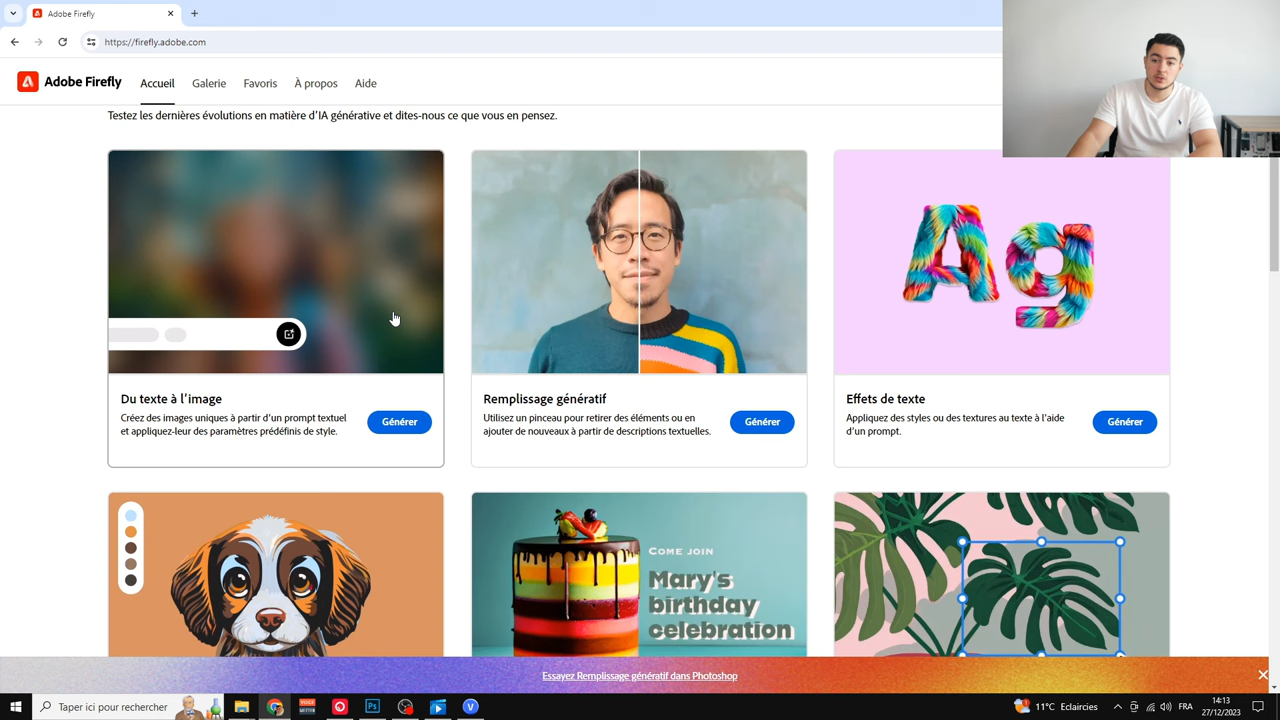 Adobe Firefly
https://firefly.adobe.com
Adobe Firefly
Accueil
Galerie
Favoris
À propos
Aide
Testez les dernières évolutions en matière d'IA générative et dites-nous ce que vous en pensez.
Du texte à l'image
Créez des images uniques à partir d'un prompt textuel
et appliquez-leur des paramètres prédéfinis de style.
Générer
Remplissage génératif
Utilisez un pinceau pour retirer des éléments ou en
ajouter de nouveaux à partir de descriptions textuelles.
Générer
Ag
Effets de texte
Appliquez des styles ou des textures au texte à l'aide
d'un prompt.
Générer
COME JOIN
Mary's
birthday
celebration
Essayez Remplissage génératif dans Photoshop
Taper ici pour rechercher
Ps
V
11°C Eclaircies
FRA
14:13
27/12/2023